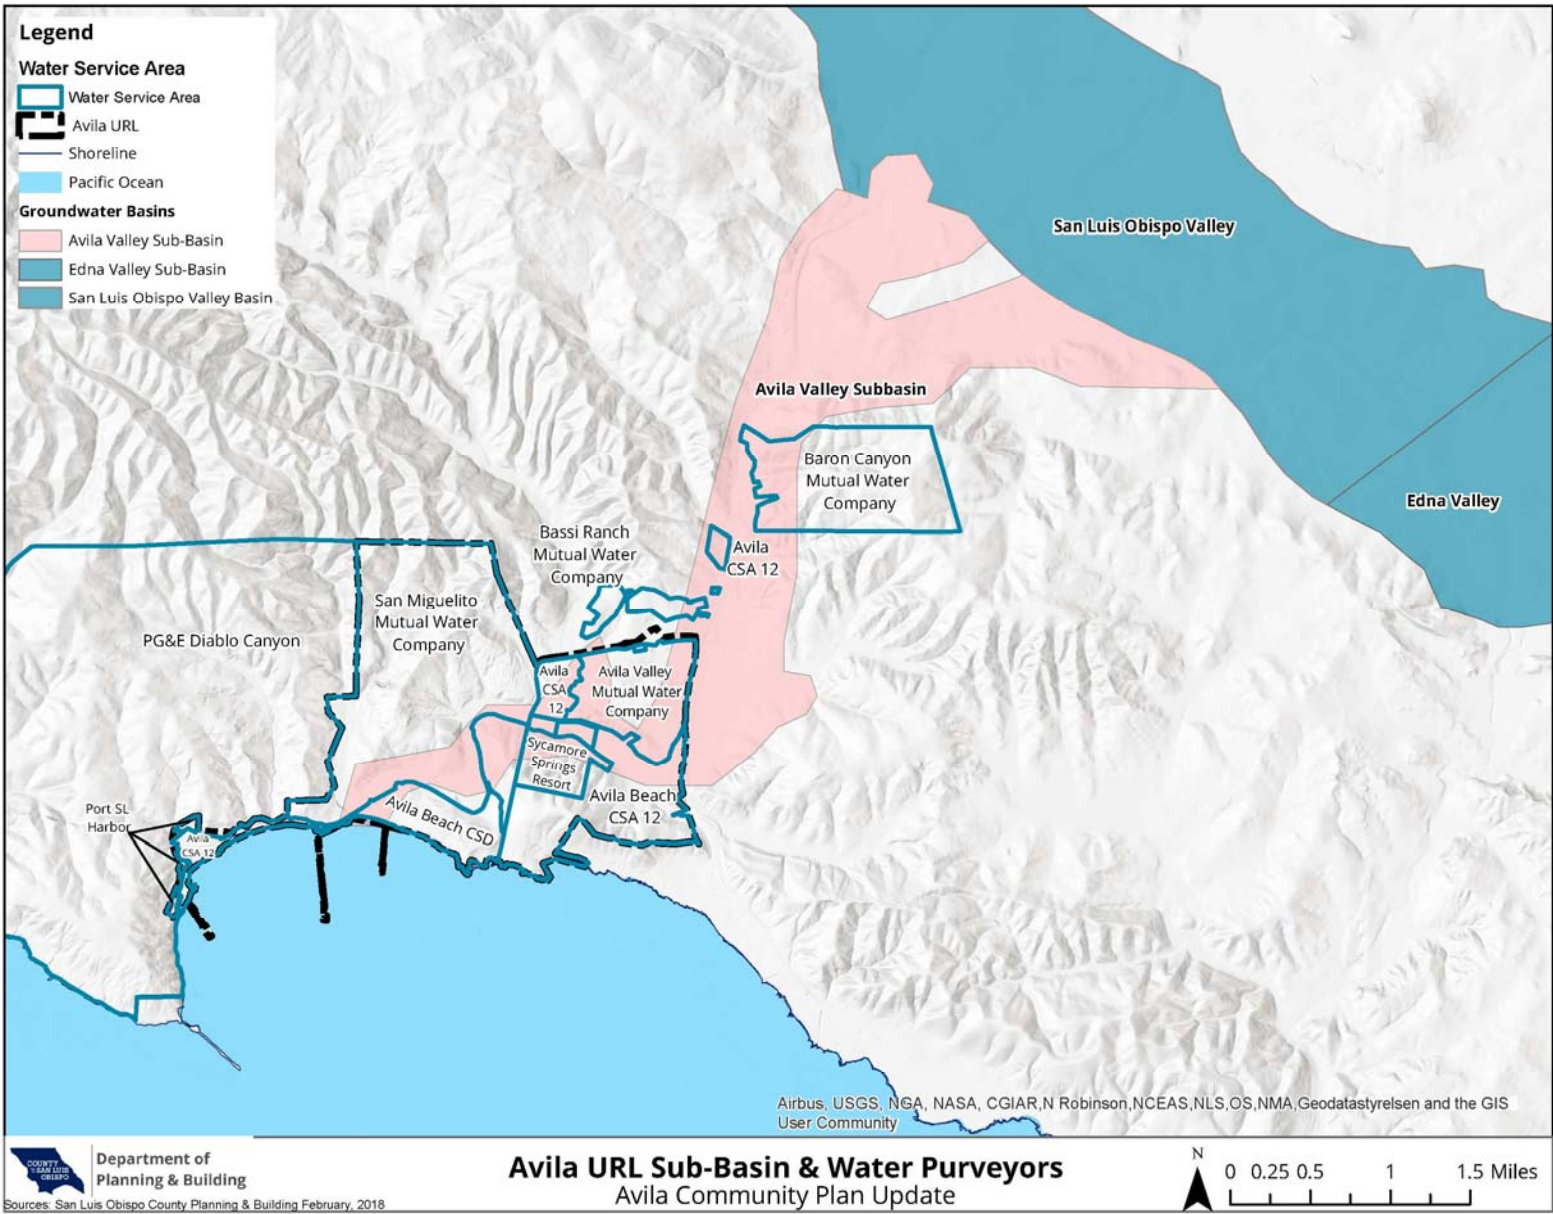 Legend
Water Service Area
Water Service Area
Avila URL
Shoreline
Pacific Ocean
Groundwater Basins
Avila Valley Sub-Basin
Edna Valley Sub-Basin
San Luis Obispo Valley Basin
San Luis Obispo Valley
Avila Valley Subbasin
Baron Canyon
Mutual Water
Company
Edna Valley
Bassi Ranch
Mutual Water
Company
Avila
CSA 12
San Miguelito
Mutual Water
Company
PG&E Diablo Canyon
Avila
CSA
12
Avila Valley
Mutual Water
Company
Sycamore
Springs
Resort
Avila Beach
CSA 12
Avila Beach CSD
Port SL
Harbor
Avila
CSA 12
Airbus, USGS, NGA, NASA, CGIAR,N Robinson,NCEAS,NLS,OS,NMA,Geodatastyrelsen and the GIS
User Community
COUNTY
OF SAN LUIS
OBISPO
Department of
Planning & Building
Sources: San Luis Obispo County Planning & Building February, 2018
Avila URL Sub-Basin & Water Purveyors
Avila Community Plan Update
N
0 0.25 0.5 1 1.5 Miles